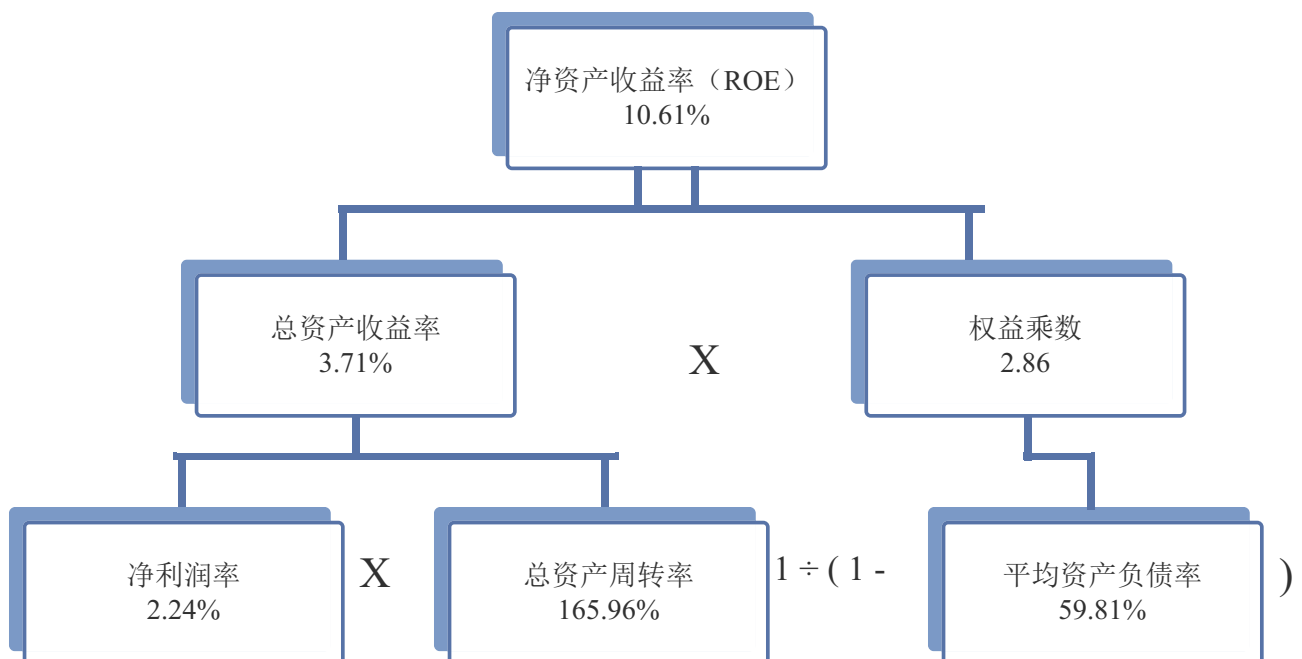 净资产收益率（ROE）
10.61%
总资产收益率
3.71%
X
权益乘数
2.86
净利润率
2.24%
X
总资产周转率
165.96%
1 ÷ ( 1 -
平均资产负债率
59.81%
)